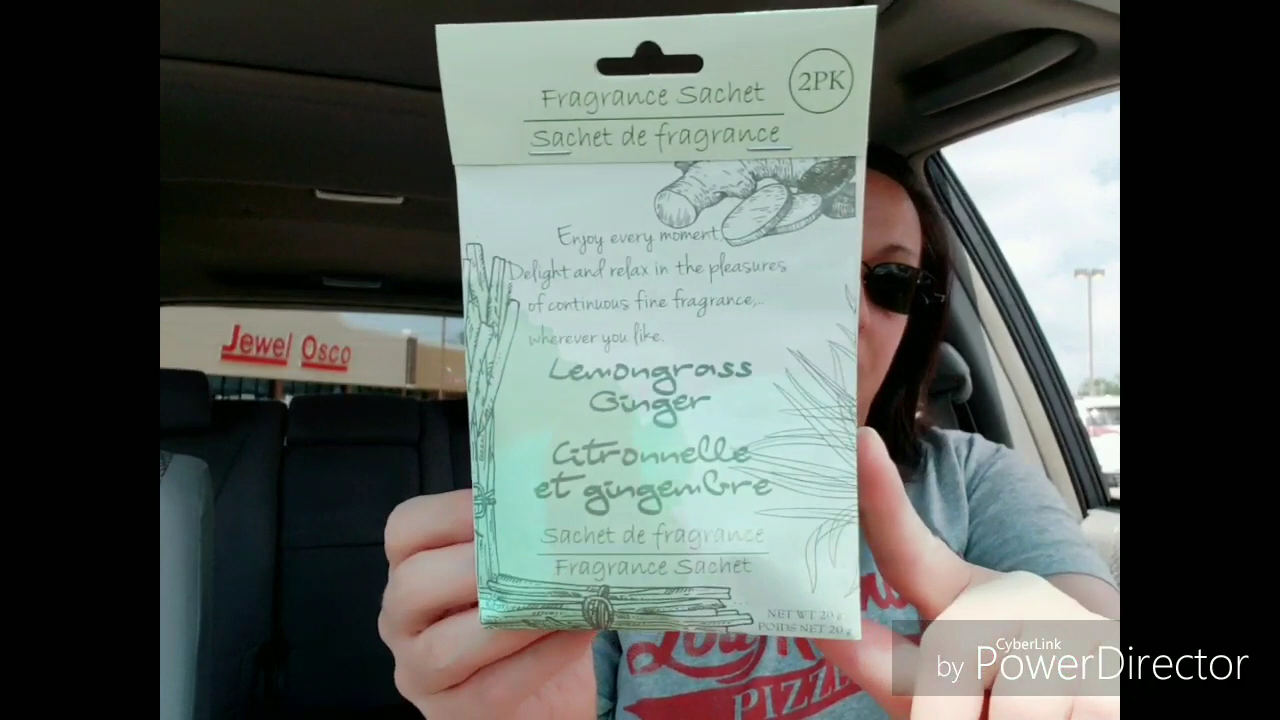 Fragrance Sachet
2PK
Sachet de fragrance
Enjoy every moment,
Delight and relax in the pleasures
of continuous fine fragrance,..
wherever you like.
Lemongrass
Ginger
Citronnelle
et gingembre
Sachet de fragrance
Fragrance Sachet
NET WT 20 g
POIDS NET 20 g
Jewel Osco
PIZZE
CyberLink
by PowerDirector